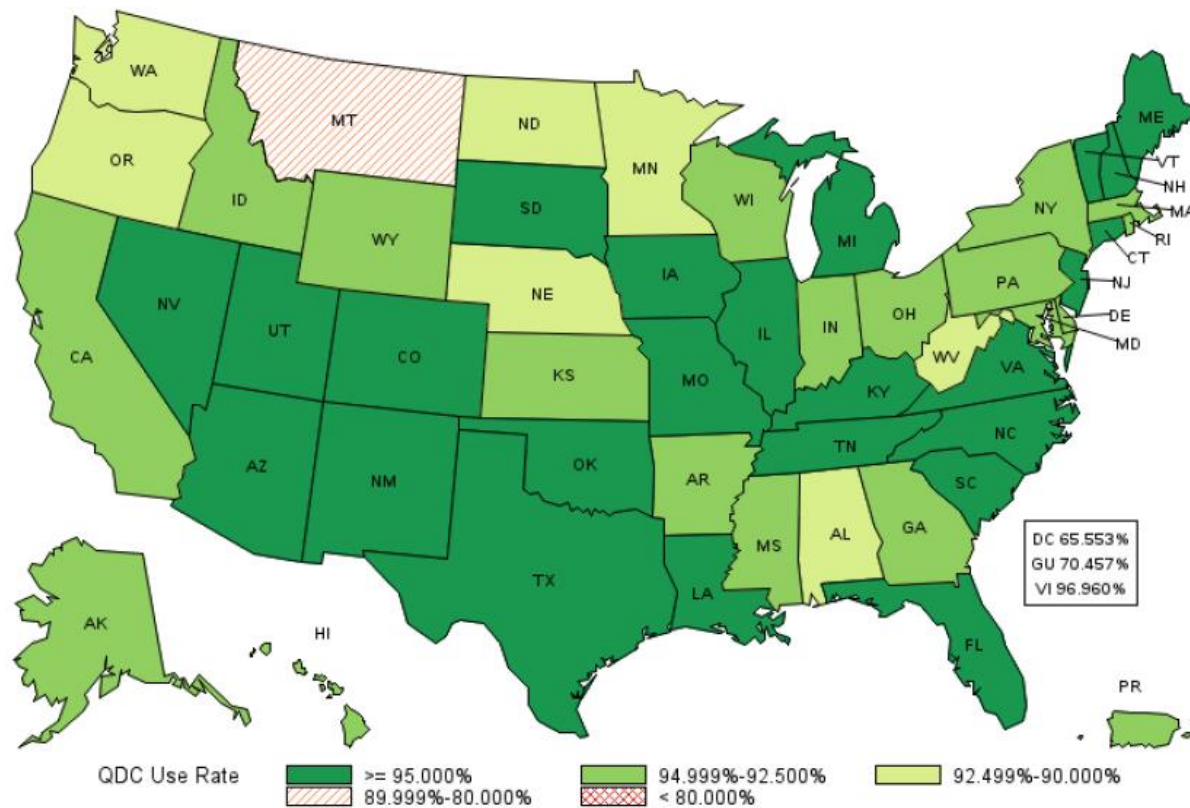 WA
MT
ND
MN
ME
VT
NH
MA
RI
CT
NJ
DE
MD
OR
ID
SD
WI
NY
MI
WY
IA
PA
NE
NV
UT
CO
IL
IN
OH
WV
VA
CA
KS
MO
KY
NC
TN
AZ
NM
OK
AR
SC
MS
AL
GA
TX
LA
FL
DC 65.553%
GU 70.457%
VI 96.960%
AK
HI
PR
QDC Use Rate
>= 95.000%
94.999%-92.500%
92.499%-90.000%
89.999%-80.000%
< 80.000%